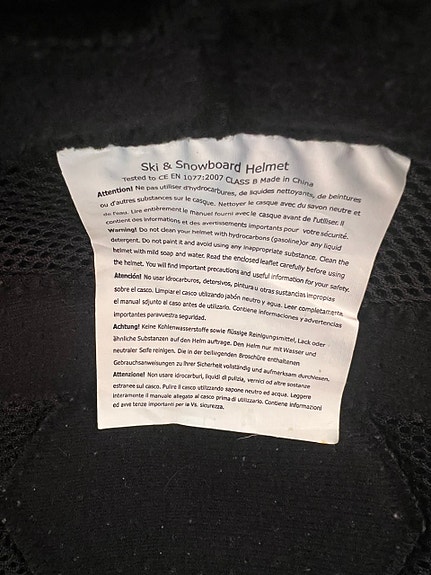 Ski & Snowboard Helmet
Tested to CE EN 1077:2007 CLASS B Made in China
Attention! Ne pas utiliser d'hydrocarbures, de liquides nettoyants, de beintures
ou d'autres substances sur le casque. Nettoyer le casque avec du savon neutre et
de l'eau. Lire entièrement le manuel fourni avec le casque avant de l'utiliser. Il
contient des informations et des avertissements importants pour votre sécurité.
Warning! Do not clean your helmet with hydrocarbons (gasoline)or any liquid
detergent. Do not paint it and avoid using any inappropriate substance. Clean the
helmet with mild soap and water. Read the enclosed leaflet carefully before using
the helmet. You will find important precautions and useful information for your safety.
Atención! No usar idocarburos, detersivos, pintura u otras sustancias impropias
sobre el casco. Limpiar el casco utilizando jabón neutro y agua. Leer completamente
el manual sdjunto al caso antes de utilizario. Contiene informaciones y advertencias
importantes paravuestra seguridad.
Achtung! Keine Kohlenwasserstoffe sowie flüssige Reinigungsmittel, Lack oder
ähnliche Substanzen auf den Helm auftrage. Den Helm nur mit Wasser und
neutraler Seife renigen. Die in der beiliengenden Broschüre enthaltenen
Gebrauchsanweisungen zu Ihrer Sicherheit vollständig und aufmerksam durchlesen.
Attenzione! Non usare idrocarburi, liquidi di pulizia, vernici od altre sostanze
estranee sul casco. Pulire il casco utilizzando sapone netro ed acqua. Leggere
interamente il manuale allegato al casco prima di utilizzarlo. Contiene informazioni
ed avve tenze importanti per la Vs. sicurezza.